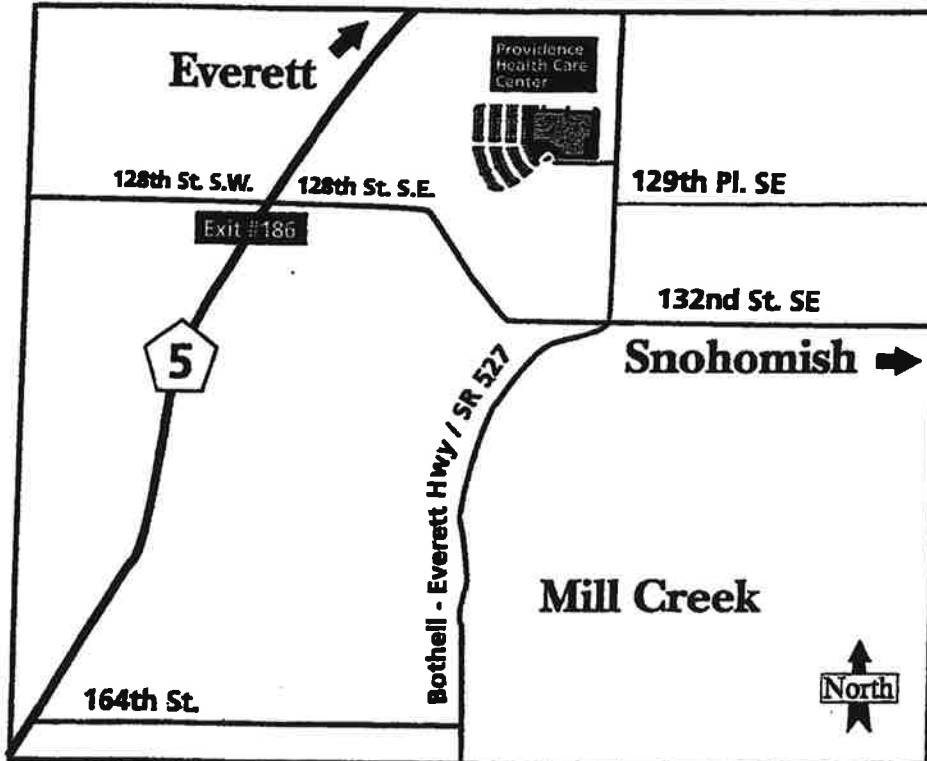 Everett
Providence
Health Care
Center
128th St. S.W.
128th St. S.E.
129th Pl. SE
Exit #186
132nd St. SE
5
Snohomish
Bothell - Everett Hwy / SR 527
Mill Creek
North
164th St.